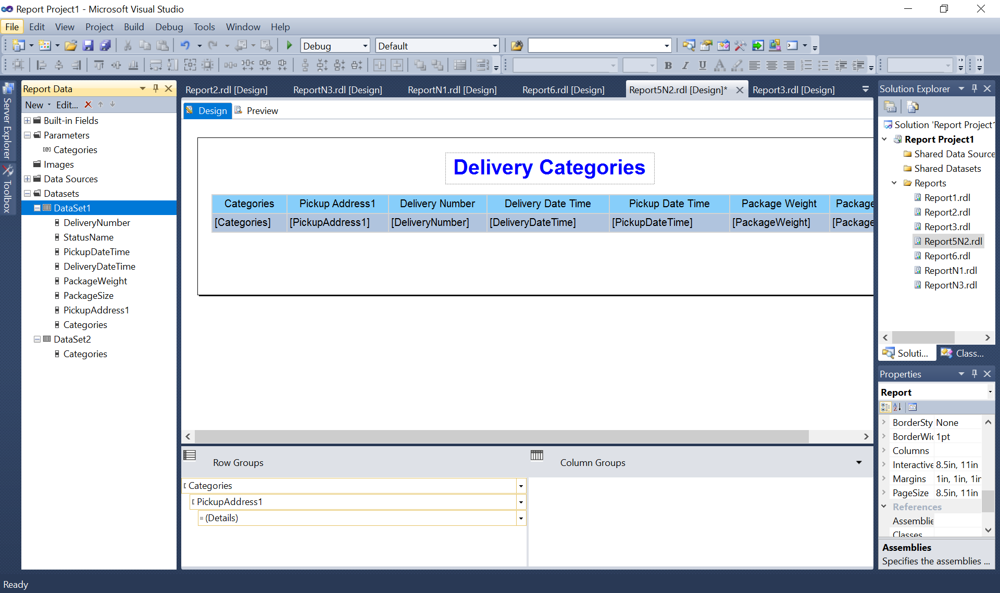 Report Project1 - Microsoft Visual Studio
File Edit View Project Build Debug Tools Window Help
Debug Default
B I U A
Server Explorer
Toolbox
Report Data
New Edit...
Built-in Fields
Parameters
Categories
Images
Data Sources
Datasets
DataSet1
DeliveryNumber
StatusName
PickupDateTime
DeliveryDateTime
PackageWeight
PackageSize
PickupAddress1
Categories
DataSet2
Categories
Report2.rdl [Design] ReportN3.rdl [Design] ReportN1.rdl [Design] Report6.rdl [Design] Report5N2.rdl [Design]* Report3.rdl [Design]
Design Preview
Delivery Categories
Categories Pickup Address1 Delivery Number Delivery Date Time Pickup Date Time Package Weight Package
[Categories] [PickupAddress1] [DeliveryNumber] [DeliveryDateTime] [PickupDateTime] [PackageWeight] [Package
Row Groups Column Groups
Categories
PickupAddress1
(Details)
Solution Explorer
Solution 'Report Project1
Report Project1
Shared Data Source
Shared Datasets
Reports
Report1.rdl
Report2.rdl
Report3.rdl
Report5N2.rdl
Report6.rdl
ReportN1.rdl
ReportN3.rdl
Soluti... Class...
Properties
Report
BorderSty None
BorderWi 1pt
Columns
Interactive 8.5in, 11in
Margins 1in, 1in, 1in
PageSize 8.5in, 11in
References
Assemblie
Classes
Assemblies
Specifies the assemblies ...
Ready